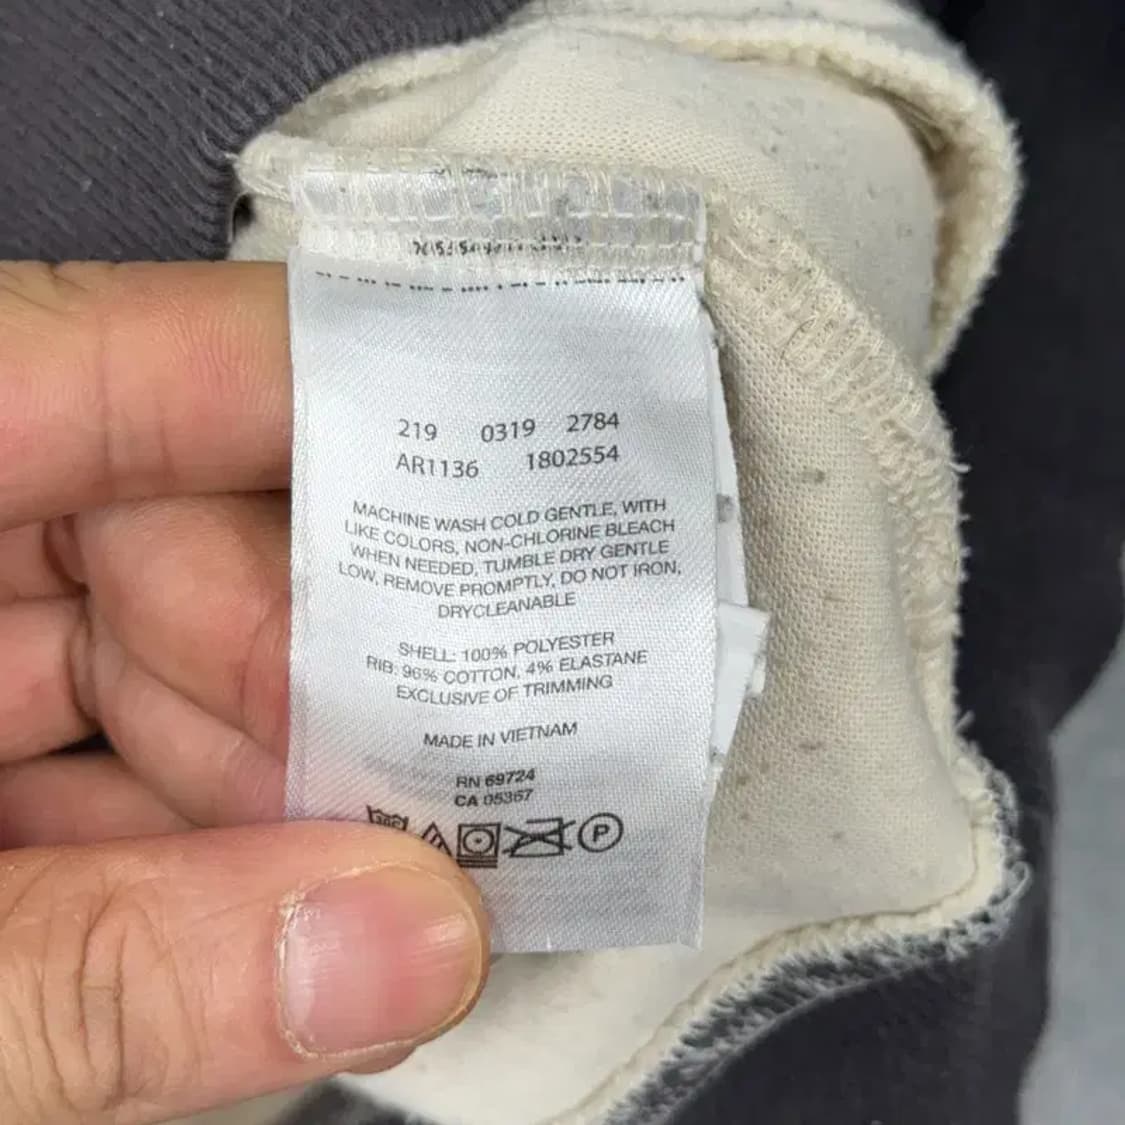 219 0319 2784
AR1136 1802554
MACHINE WASH COLD GENTLE, WITH
LIKE COLORS, NON-CHLORINE BLEACH
WHEN NEEDED, TUMBLE DRY GENTLE
LOW, REMOVE PROMPTLY, DO NOT IRON,
DRYCLEANABLE
SHELL: 100% POLYESTER
RIB: 96% COTTON, 4% ELASTANE
EXCLUSIVE OF TRIMMING
MADE IN VIETNAM
RN 69724
CA 05367
P